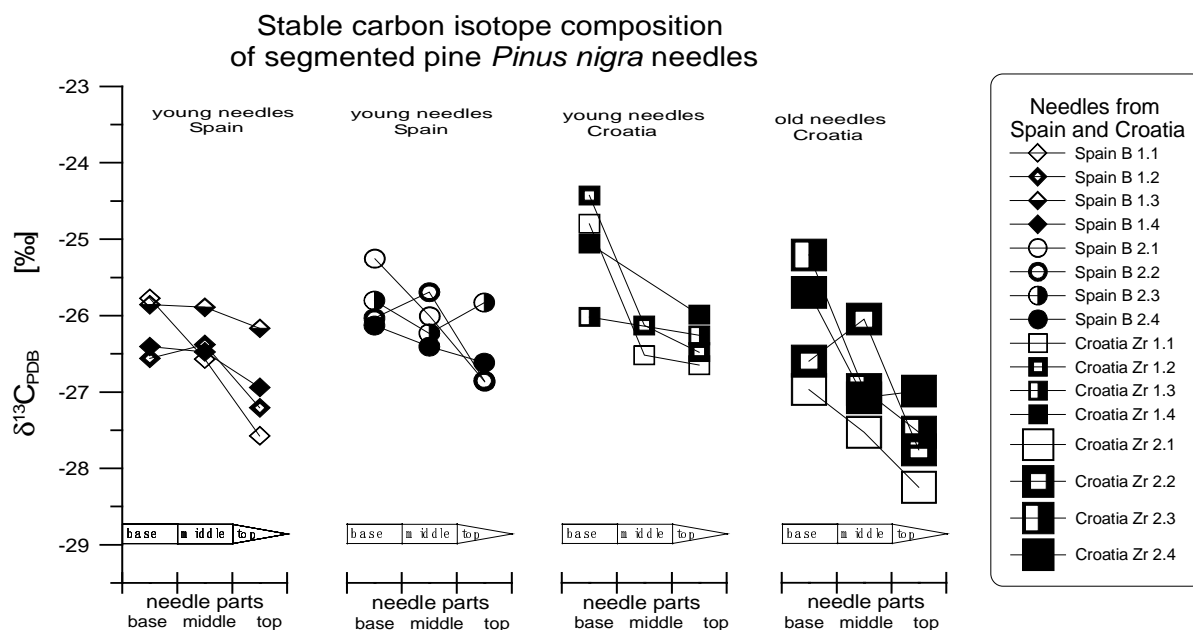 Stable carbon isotope composition
of segmented pine Pinus nigra needles
δ¹³C_PDB [‰]
-23
-24
-25
-26
-27
-28
-29
young needles
Spain
young needles
Spain
young needles
Croatia
old needles
Croatia
base middle top
base middle top
base middle top
base middle top
needle parts
base middle top
needle parts
base middle top
needle parts
base middle top
needle parts
base middle top
Needles from
Spain and Croatia
Spain B 1.1
Spain B 1.2
Spain B 1.3
Spain B 1.4
Spain B 2.1
Spain B 2.2
Spain B 2.3
Spain B 2.4
Croatia Zr 1.1
Croatia Zr 1.2
Croatia Zr 1.3
Croatia Zr 1.4
Croatia Zr 2.1
Croatia Zr 2.2
Croatia Zr 2.3
Croatia Zr 2.4